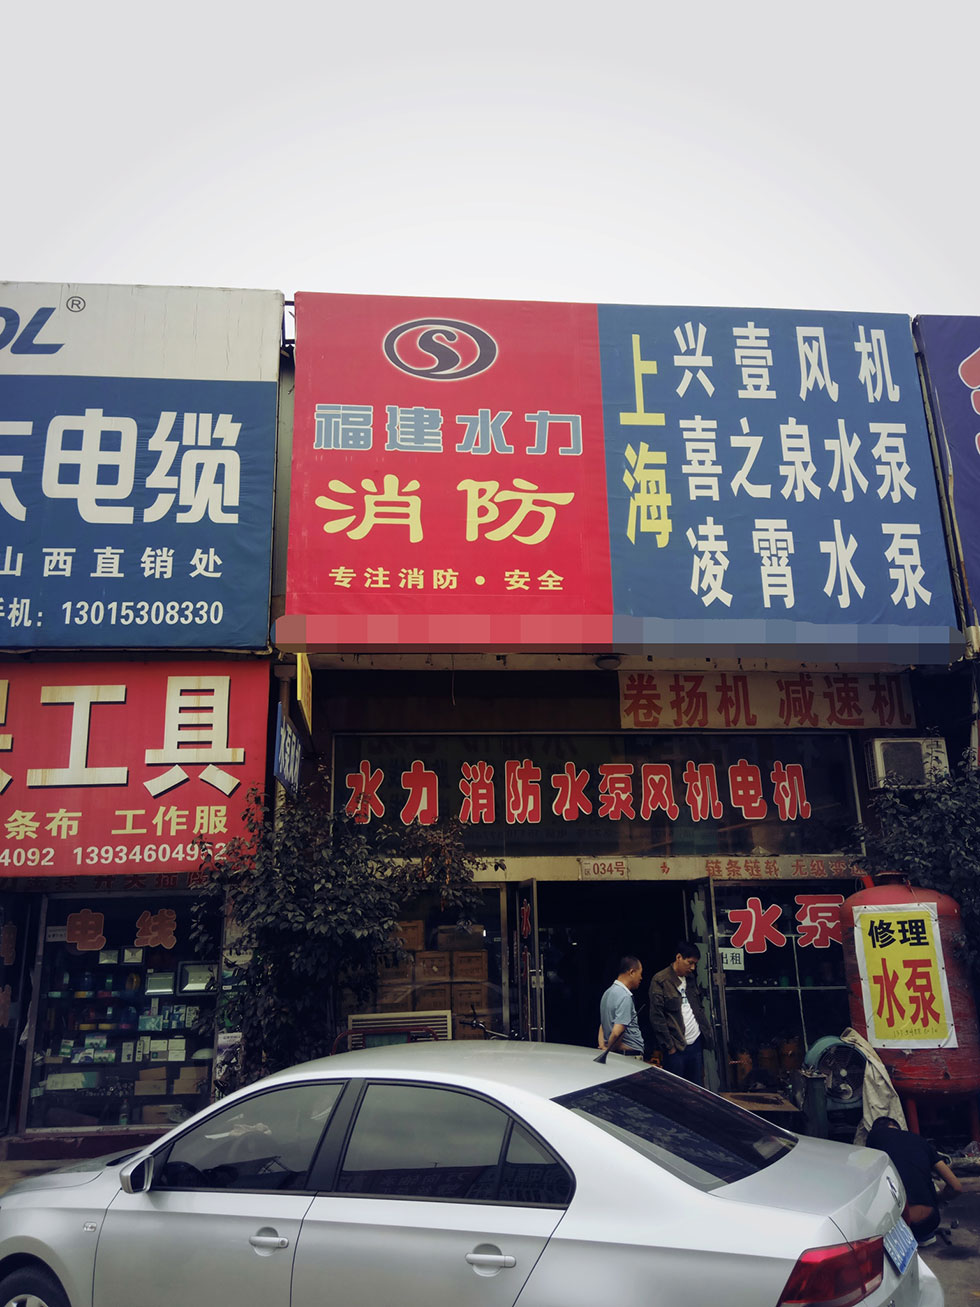 ®
电缆
山西直销处
手机：13015308330
工具
条布 工作服
4092 13934604952
电线
福建水力
消防
专注消防·安全
上海
兴壹风机
喜之泉水泵
凌霄水泵
卷扬机 减速机
水力消防水泵风机电机
034号
链条链轮 无级变
水泵
出租
修理
水泵